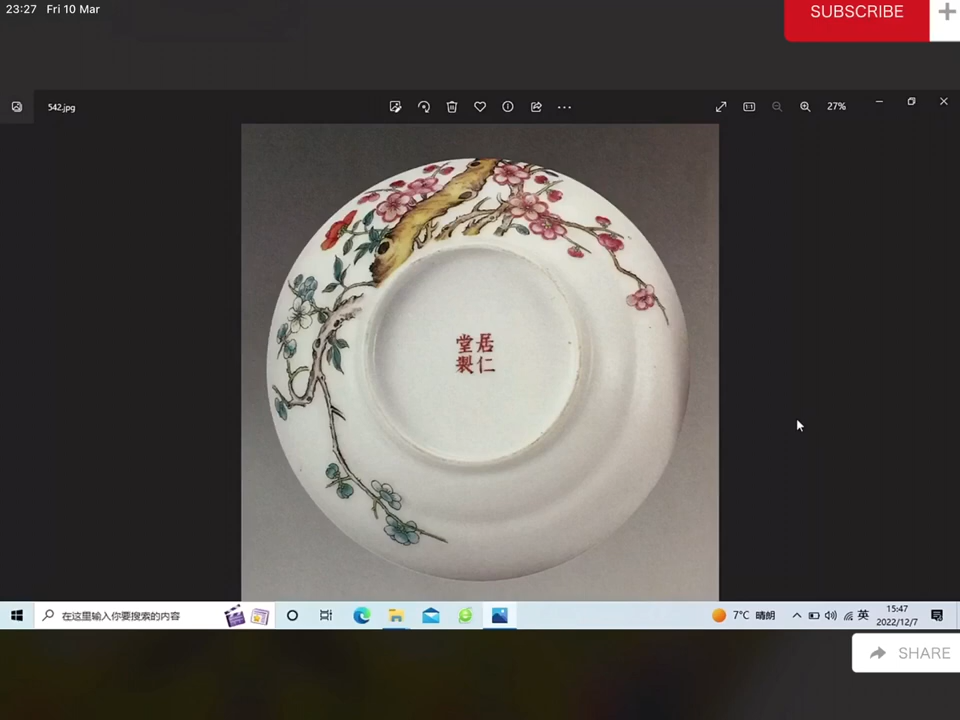 23:27 Fri 10 Mar
SUBSCRIBE
542.jpg
27%
居仁
堂製
在这里输入你要搜索的内容
7°C 晴朗
英
15:47
2022/12/7
SHARE